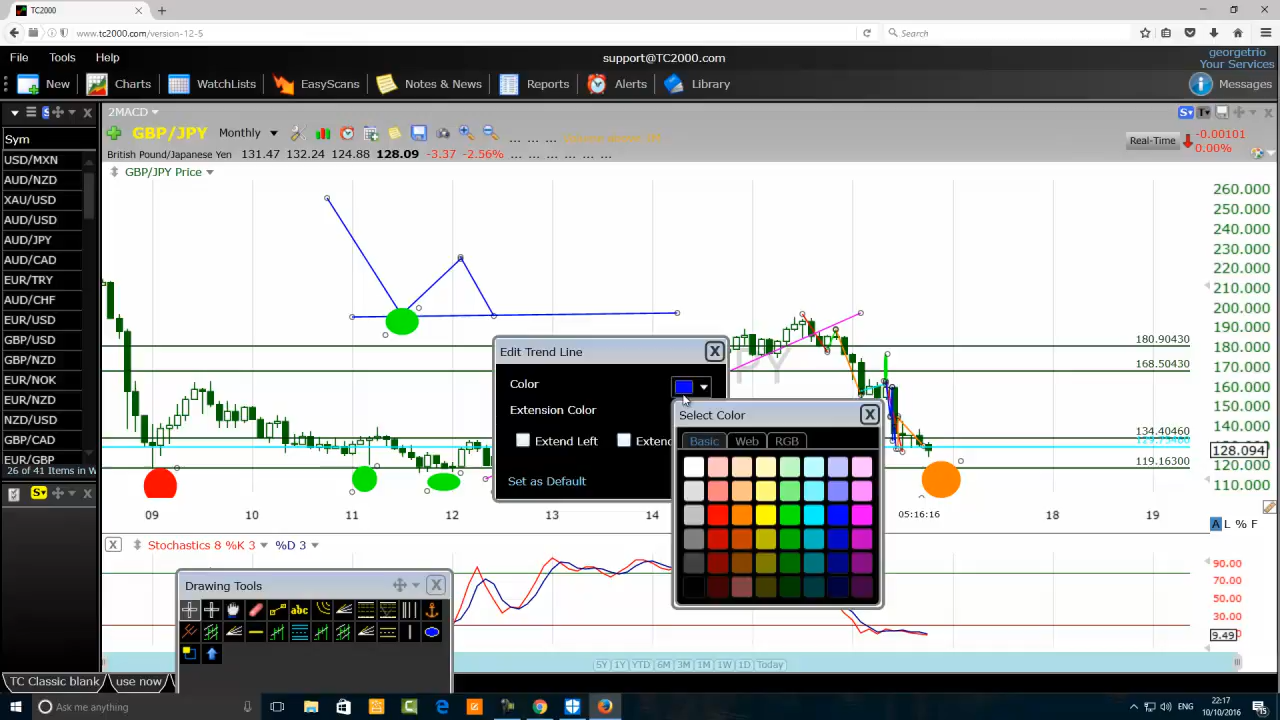 TC2000
www.tc2000.com/version-12-5
Search
File Tools Help
support@TC2000.com
georgetrio
Your Services
New Charts WatchLists EasyScans Notes & News Reports Alerts Library Messages
2MACD
Sym
GBP/JPY Monthly
British Pound/Japanese Yen 131.47 132.24 124.88 128.09 -3.37 -2.56%
Real-Time
-0.00101
0.00%
GBP/JPY Price
USD/MXN
AUD/NZD
XAU/USD
AUD/USD
AUD/JPY
AUD/CAD
EUR/TRY
AUD/CHF
EUR/USD
GBP/USD
GBP/NZD
EUR/NOK
EUR/NZD
NZD/USD
GBP/CAD
EUR/GBP
26 of 41 Items in W
260.000
250.000
240.000
230.000
220.000
210.000
200.000
190.000
180.000
170.000
160.000
150.000
140.000
128.094
120.000
110.000
180.90430
168.50430
134.40460
119.16300
Edit Trend Line
Color
Extension Color
Extend Left
Set as Default
Select Color
Basic Web RGB
09 10 11 12 13 14 05:16:16 18 19
A L % F
Stochastics 8 %K 3 %D 3
90.00
70.00
50.00
30.00
9.49
Drawing Tools
abc
5Y 1Y YTD 6M 3M 1M 1W 1D Today
TC Classic blank use now
Ask me anything
ENG
22:17
10/10/2016